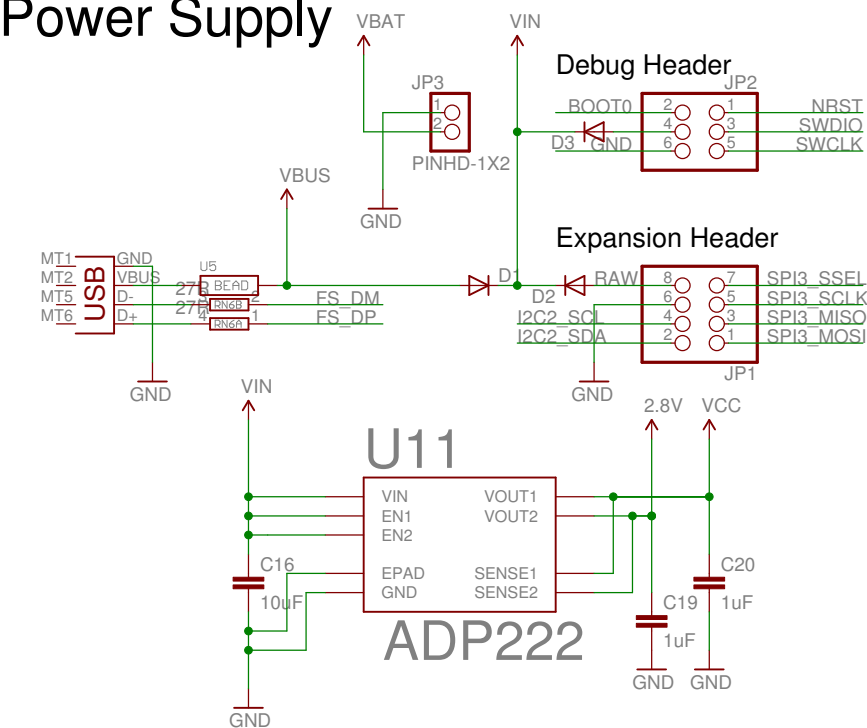 Power Supply
VBAT
VIN
Debug Header
JP3
JP2
1
2
PINHD-1X2
GND
BOOT0 2 1 NRST
4 3 SWDIO
D3 GND 6 5 SWCLK
VBUS
Expansion Header
MT1 GND
MT2 VBUS
MT5 D-
MT6 D+
USB
U5
BEAD
27R RN6B 2 FS_DM
27R 4 RN6A 1 FS_DP
D1
D2
RAW 8 7 SPI3_SSEL
6 5 SPI3_SCLK
I2C2_SCL 4 3 SPI3_MISO
I2C2_SDA 2 1 SPI3_MOSI
JP1
GND
GND
VIN
2.8V
VCC
U11
VIN VOUT1
EN1 VOUT2
EN2
EPAD SENSE1
GND SENSE2
ADP222
C16
10uF
C20
1uF
C19
1uF
GND
GND
GND